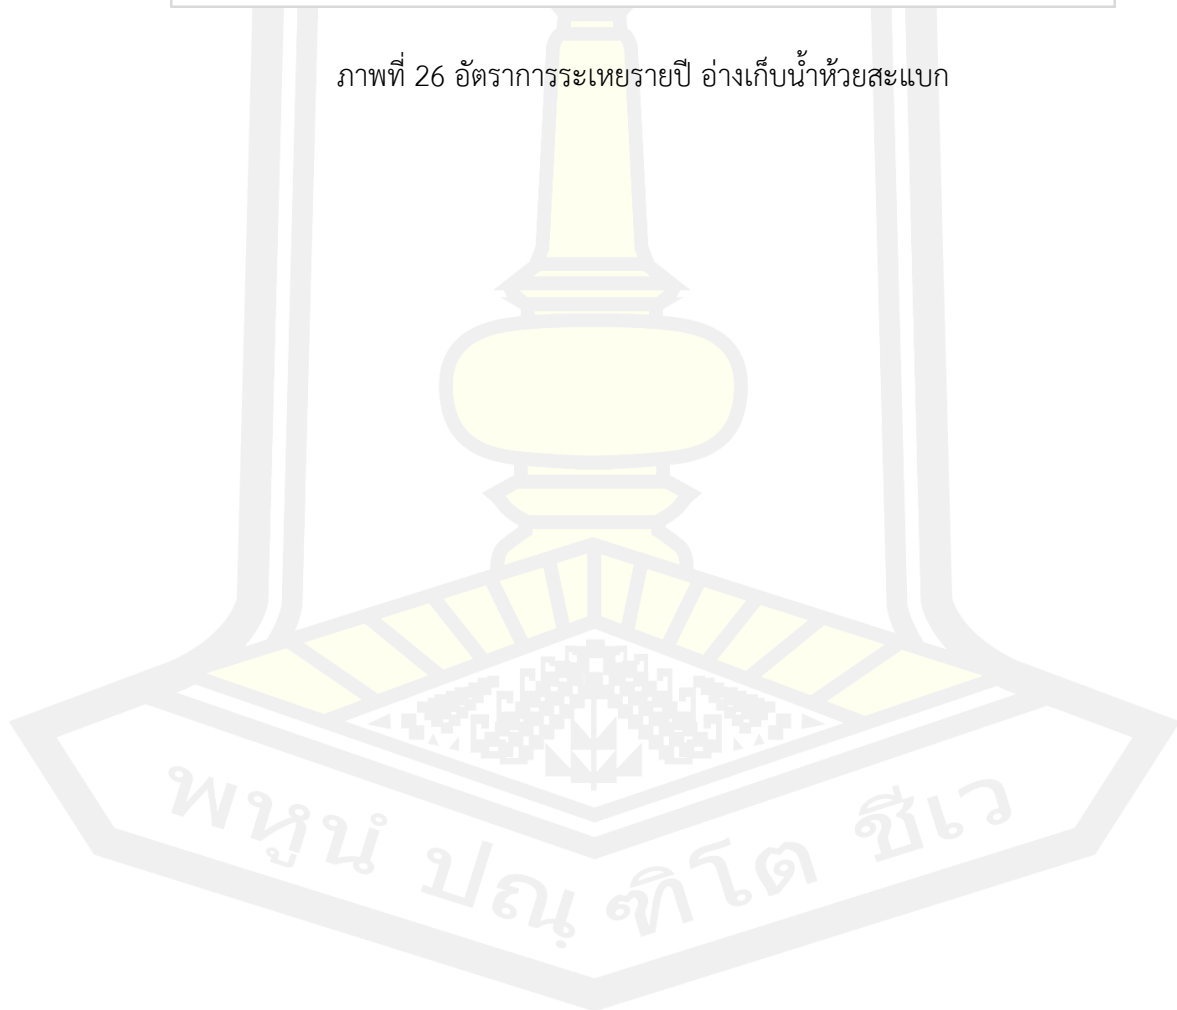 ภาพที่ 26 อัตราการระเหยรายปี อ่างเก็บน้ำห้วยสะแบก
พหูนํ ปณฺฑิโต ชีเว